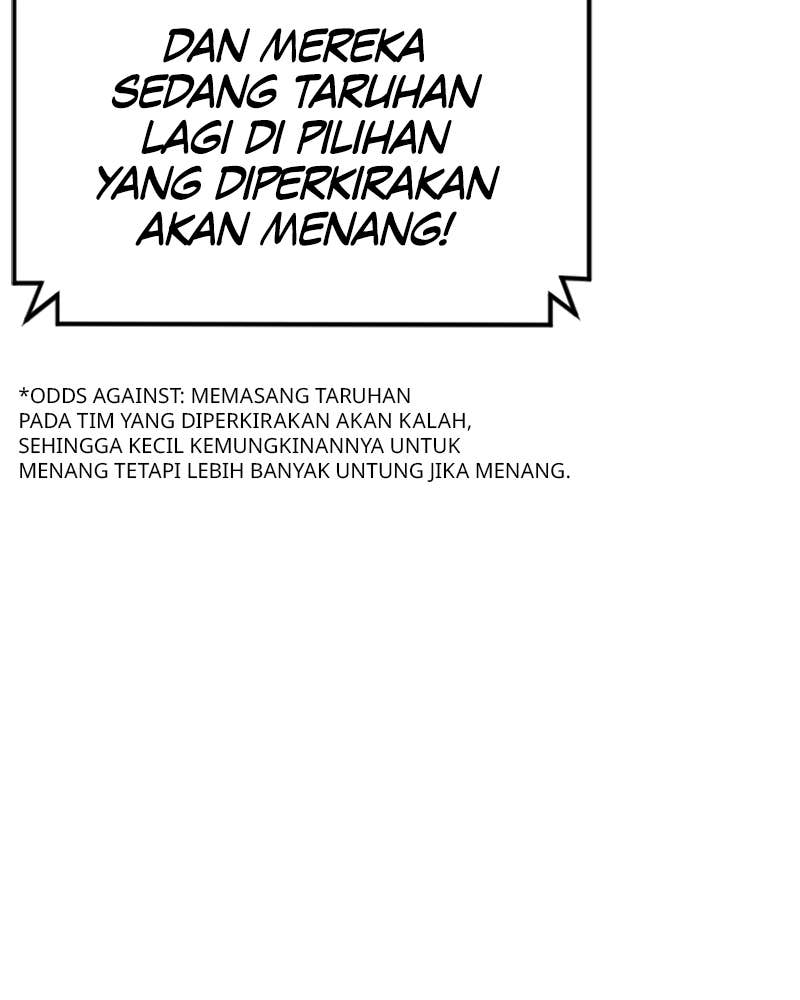 DAN MEREKA
SEDANG TARUHAN
LAGI DI PILIHAN
YANG DIPERKIRAKAN
AKAN MENANG!
*ODDS AGAINST: MEMASANG TARUHAN
PADA TIM YANG DIPERKIRAKAN AKAN KALAH,
SEHINGGA KECIL KEMUNGKINANNYA UNTUK
MENANG TETAPI LEBIH BANYAK UNTUNG JIKA MENANG.